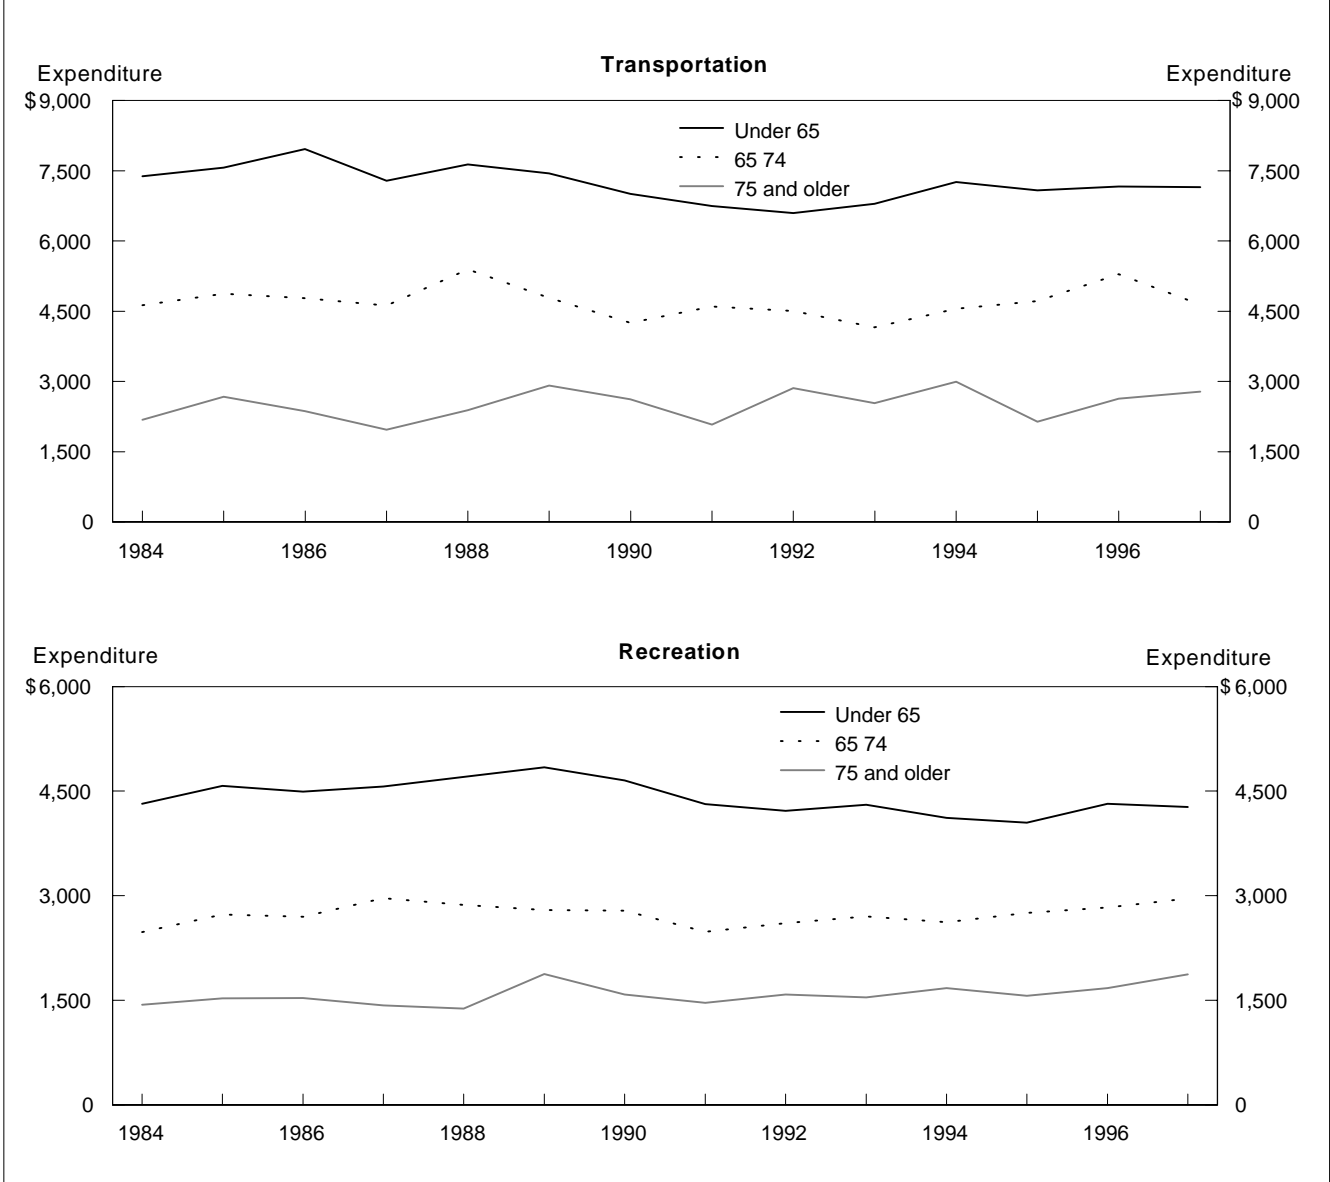 Transportation
Expenditure Expenditure
$ 9,000 $ 9,000
Under 65
65 74
75 and older
7,500 7,500
6,000 6,000
4,500 4,500
3,000 3,000
1,500 1,500
0 0
1984 1986 1988 1990 1992 1994 1996
Recreation
Expenditure Expenditure
$ 6,000 $ 6,000
Under 65
65 74
75 and older
4,500 4,500
3,000 3,000
1,500 1,500
0 0
1984 1986 1988 1990 1992 1994 1996